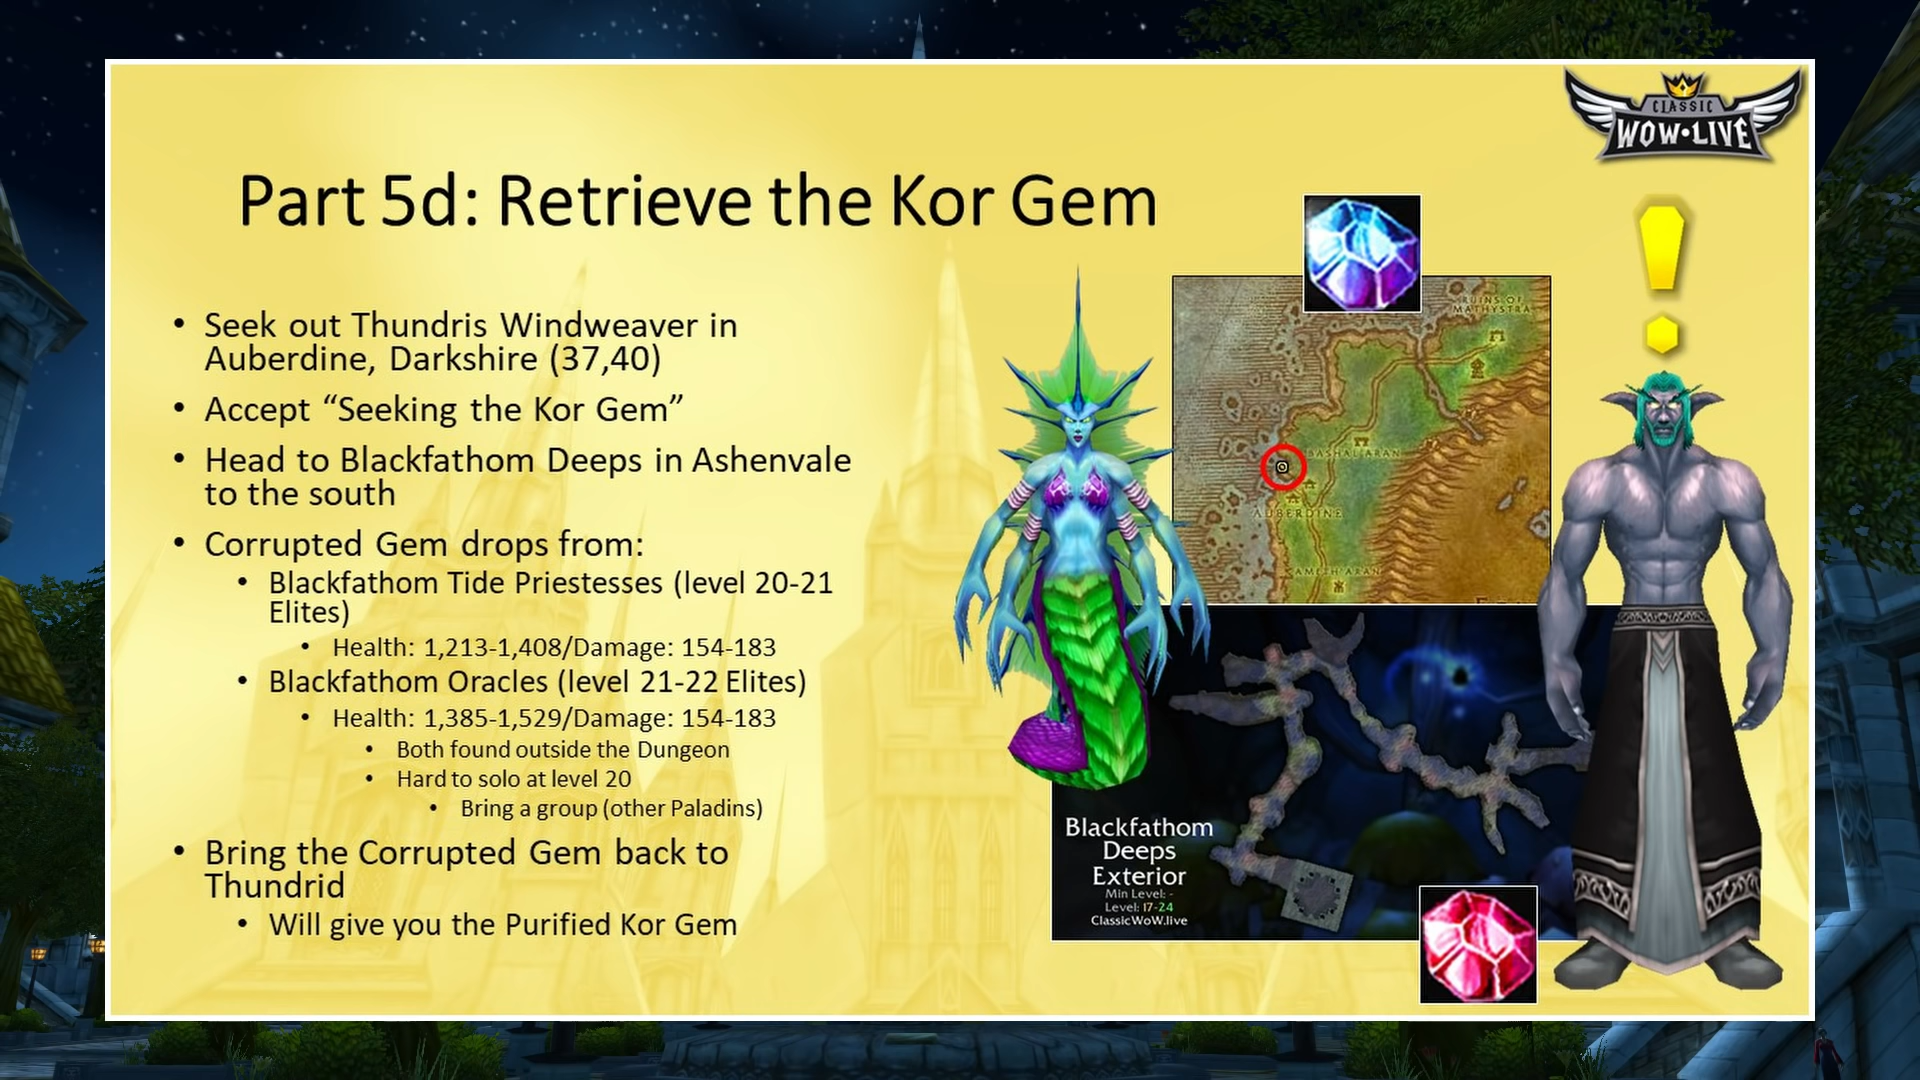 CLASSIC
WOW•LIVE
Part 5d: Retrieve the Kor Gem
• Seek out Thundris Windweaver in
Auberdine, Darkshire (37,40)
• Accept “Seeking the Kor Gem”
• Head to Blackfathom Deeps in Ashenvale
to the south
• Corrupted Gem drops from:
• Blackfathom Tide Priestesses (level 20-21
Elites)
• Health: 1,213-1,408/Damage: 154-183
• Blackfathom Oracles (level 21-22 Elites)
• Health: 1,385-1,529/Damage: 154-183
• Both found outside the Dungeon
• Hard to solo at level 20
• Bring a group (other Paladins)
• Bring the Corrupted Gem back to
Thundrid
• Will give you the Purified Kor Gem
RUINS OF
MATHYSTRA
BASHAL'ARAN
AUBERDINE
AMETH'ARAN
Blackfathom
Deeps
Exterior
Min Level: -
Level: 17-24
ClassicWoW.live